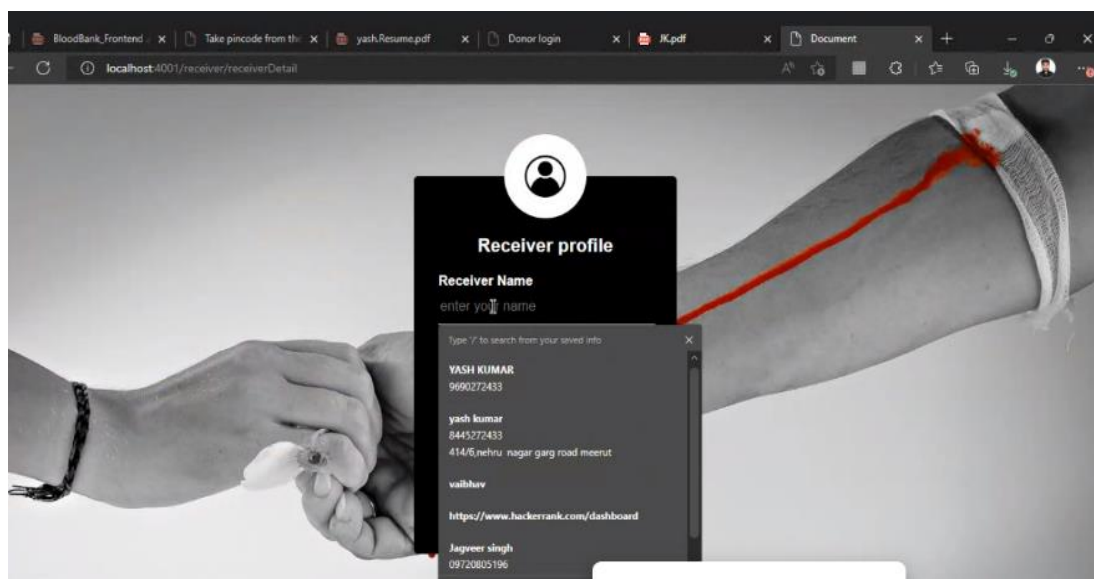 BloodBank_Frontend
Take pincode from the
yash.Resume.pdf
Donor login
JK.pdf
Document
localhost:4001/receiver/receiverDetail
Receiver profile
Receiver Name
enter your name
Type '/' to search from your seved info
YASH KUMAR
9690272433
yash kumar
8445272433
414/6,nehru nagar garg road meerut
vaibhav
https://www.hackerrank.com/dashboard
Jagveer singh
09720805196